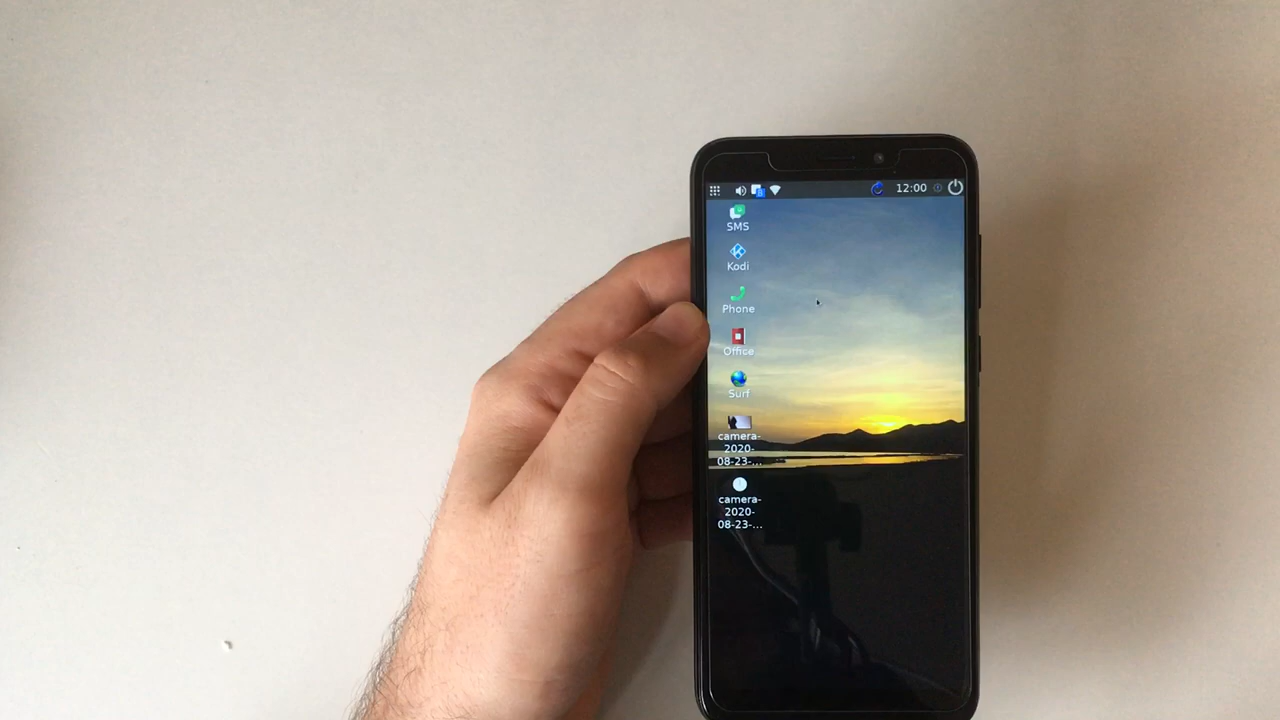 12:00
SMS
Kodi
Phone
Office
Surf
camera-
2020-
08-23-...
camera-
2020-
08-23-...